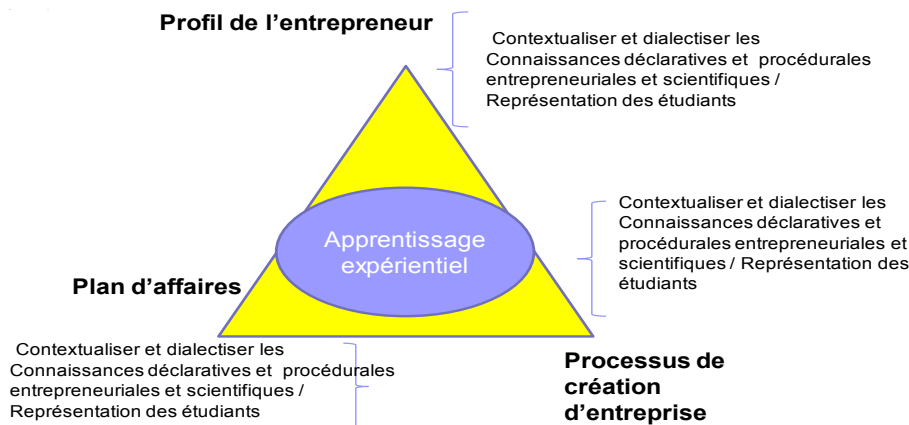 Profil de l'entrepreneur
Contextualiser et dialectiser les
Connaissances déclaratives et procédurales
entrepreneuriales et scientifiques /
Représentation des étudiants
Contextualiser et dialectiser les
Connaissances déclaratives et
procédurales entrepreneuriales et
scientifiques / Représentation des
étudiants
Apprentissage
expérientiel
Plan d'affaires
Contextualiser et dialectiser les
Connaissances déclaratives et procédurales
entrepreneuriales et scientifiques /
Représentation des étudiants
Processus de
création
d'entreprise